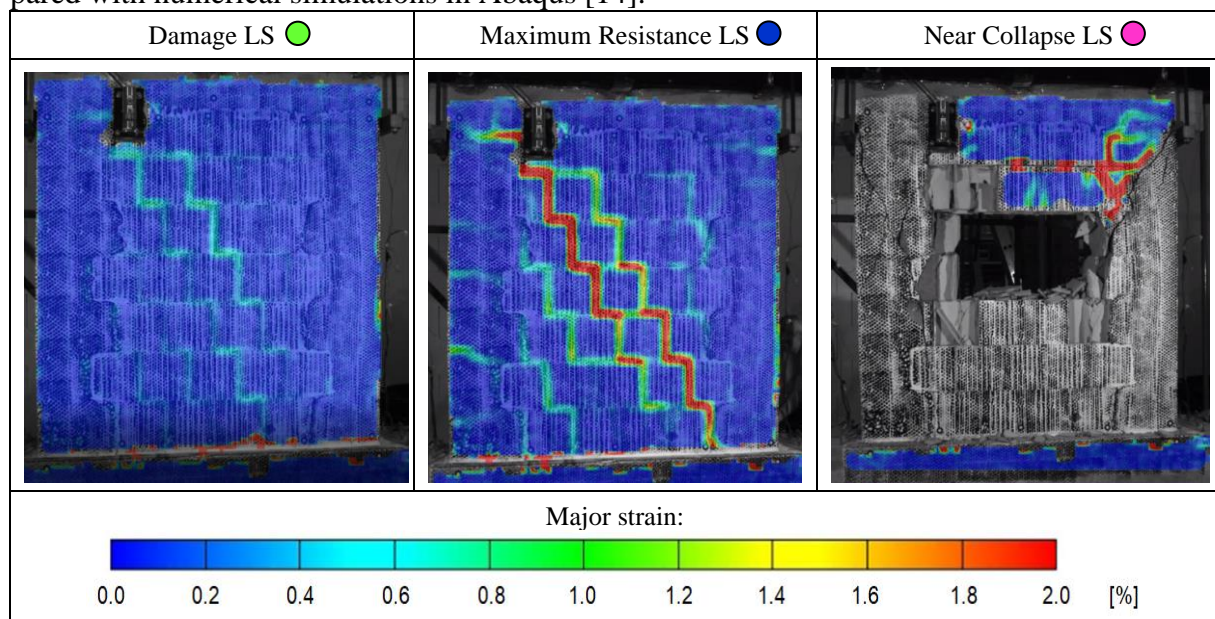 pared with numerical simulations in Abaqus [14].
Damage LS
Maximum Resistance LS
Near Collapse LS
Major strain:
0.0 0.2 0.4 0.6 0.8 1.0 1.2 1.4 1.6 1.8 2.0 [%]